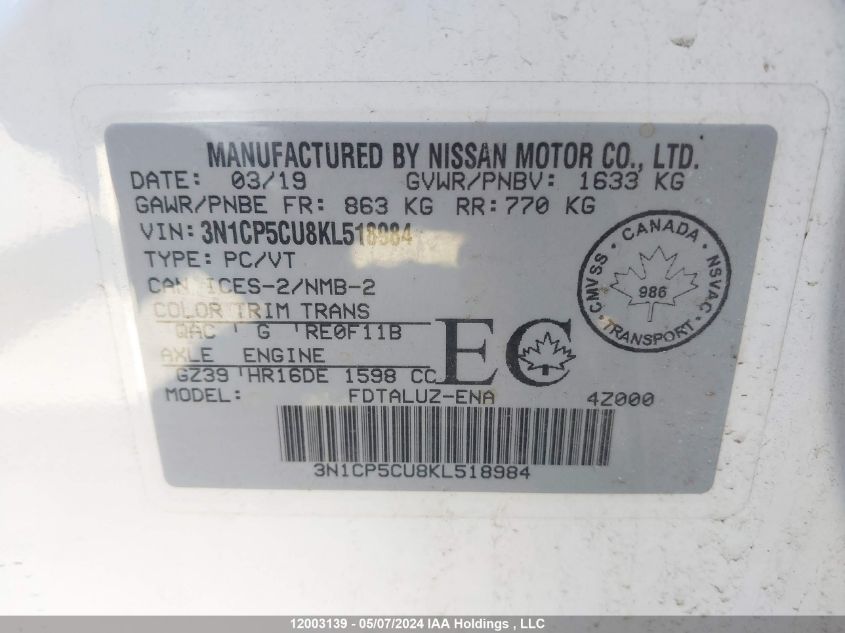 MANUFACTURED BY NISSAN MOTOR CO., LTD.
DATE: 03/19 GVWR/PNBV: 1633 KG
GAWR/PNBE FR: 863 KG RR: 770 KG
VIN: 3N1CP5CU8KL518984
TYPE: PC/VT
CAN ICES-2/NMB-2
COLOR TRIM TRANS
QAC G RE0F11B
AXLE ENGINE
GZ39 HR16DE 1598 CC
EC
CANADA
CMVSS NSVAC
986
TRANSPORT
MODEL: FDTALUZ-ENA 4Z000
3N1CP5CU8KL518984
12003139 - 05/07/2024 IAA Holdings , LLC